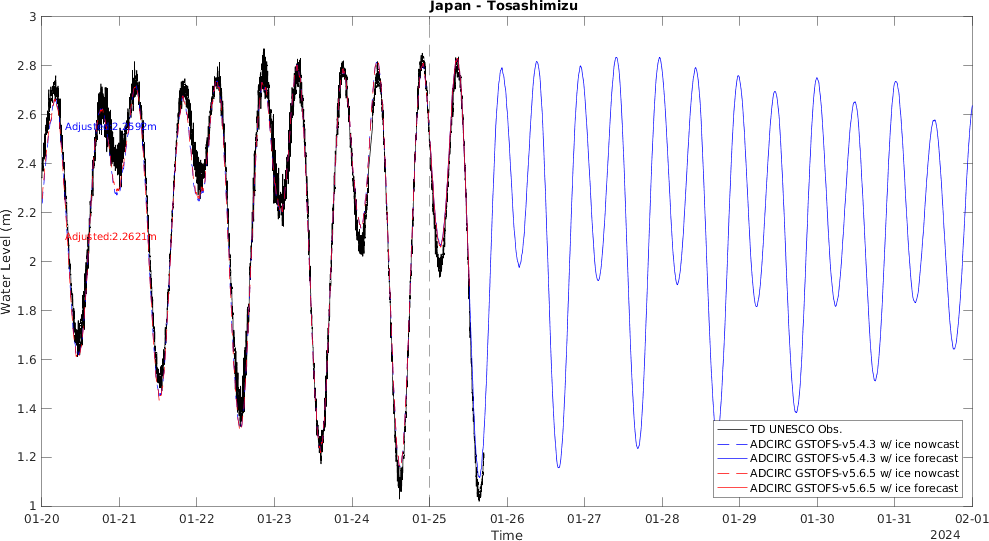 Japan - Tosashimizu
3
2.8
2.6
2.4
2.2
2
1.8
1.6
1.4
1.2
1
Water Level (m)
Adjusted:2.2621m
TD UNESCO Obs.
ADCIRC GSTOFS-v5.4.3 w/ ice nowcast
ADCIRC GSTOFS-v5.4.3 w/ ice forecast
ADCIRC GSTOFS-v5.6.5 w/ ice nowcast
ADCIRC GSTOFS-v5.6.5 w/ ice forecast
01-20 01-21 01-22 01-23 01-24 01-25 01-26 01-27 01-28 01-29 01-30 01-31 02-01
Time
2024